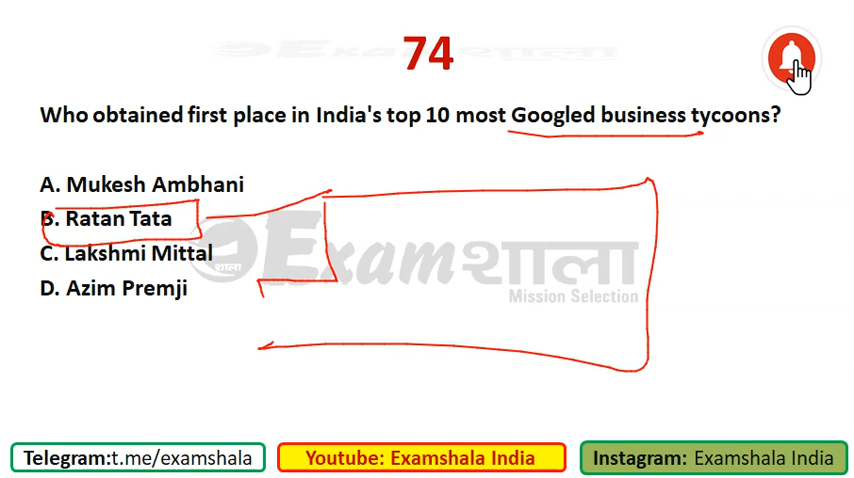 Examशाला
74
Who obtained first place in India's top 10 most Googled business tycoons?
A. Mukesh Ambhani
B. Ratan Tata
C. Lakshmi Mittal
D. Azim Premji
Examशाला
शाला
Mission Selection
Telegram:t.me/examshala
Youtube: Examshala India
Instagram: Examshala India